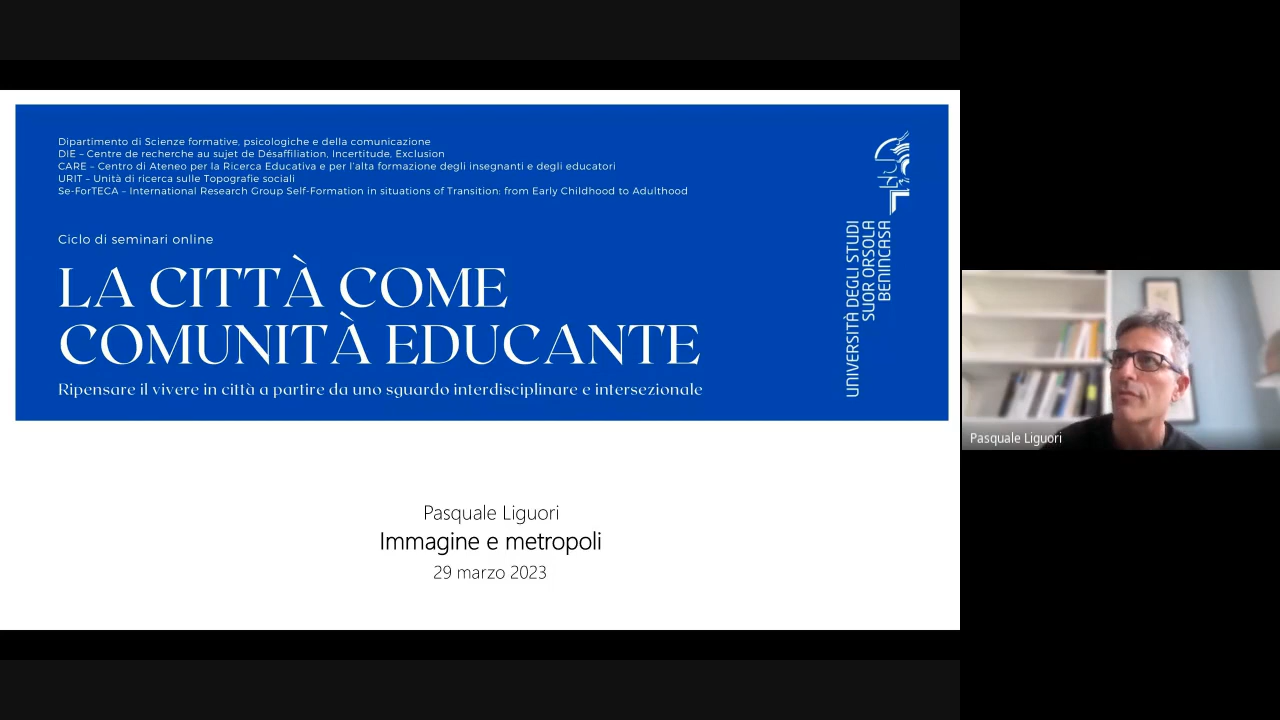 Dipartimento di Scienze formative, psicologiche e della comunicazione
DIE – Centre de recherche au sujet de Désaffiliation, Incertitude, Exclusion
CARE – Centro di Ateneo per la Ricerca Educativa e per l'alta formazione degli insegnanti e degli educatori
URIT – Unità di ricerca sulle Topografie sociali
Se-ForTECA – International Research Group Self-Formation in situations of Transition: from Early Childhood to Adulthood
Ciclo di seminari online
LA CITTÀ COME
COMUNITÀ EDUCANTE
Ripensare il vivere in città a partire da uno sguardo interdisciplinare e intersezionale
UNIVERSITÀ DEGLI STUDI
SUOR ORSOLA
BENINCASA
Pasquale Liguori
Immagine e metropoli
29 marzo 2023
Pasquale Liguori